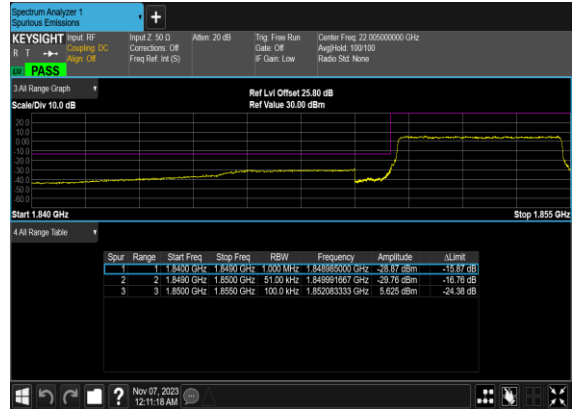 Spectrum Analyzer 1
Spurious Emissions
KEYSIGHT Input: RF
R T Coupling: DC
Align: Off
Input Z: 50 Ω
Corrections: Off
Freq Ref: Int (S)
Atten: 20 dB
Trig: Free Run
Gate: Off
IF Gain: Low
Center Freq: 22.005000000 GHz
Avg|Hold: 100/100
Radio Std: None
PASS
3 All Range Graph
Scale/Div 10.0 dB
Ref Lvl Offset 25.80 dB
Ref Value 30.00 dBm
20.0
10.0
0.00
-10.0
-20.0
-30.0
-40.0
-50.0
-60.0
Start 1.840 GHz Stop 1.855 GHz
4 All Range Table
Spur Range Start Freq Stop Freq RBW Frequency Amplitude ΔLimit
1 1 1.8400 GHz 1.8490 GHz 1.000 MHz 1.848985000 GHz -28.87 dBm -15.87 dB
2 2 1.8490 GHz 1.8500 GHz 51.00 kHz 1.849991667 GHz -29.76 dBm -16.76 dB
3 3 1.8500 GHz 1.8550 GHz 100.0 kHz 1.852083333 GHz 5.625 dBm -24.38 dB
? Nov 07, 2023
12:11:18 AM